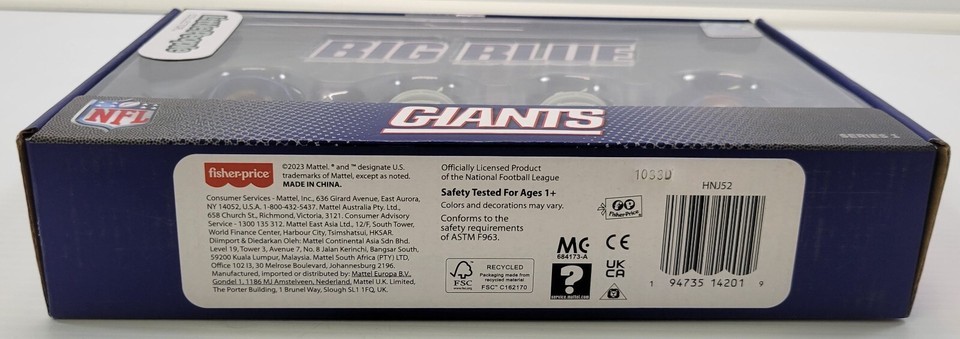 BIG BLUE
NFL
GIANTS
SERIES 1
fisher-price
©2023 Mattel. ® and ™ designate U.S.
trademarks of Mattel, except as noted.
MADE IN CHINA.
Consumer Services - Mattel, Inc., 636 Girard Avenue, East Aurora,
NY 14052, U.S.A. 1-800-432-5437. Mattel Australia Pty. Ltd.,
658 Church St., Richmond, Victoria, 3121. Consumer Advisory
Service - 1300 135 312. Mattel East Asia Ltd., 12/F, South Tower,
World Finance Center, Harbour City, Tsimshatsui, HKSAR.
Diimport & Diedarkan Oleh: Mattel Continental Asia Sdn Bhd.
Level 19, Tower 3, Avenue 7, No. 8 Jalan Kerinchi, Bangsar South,
59200 Kuala Lumpur, Malaysia. Mattel South Africa (PTY) LTD,
Office 102 I3, 30 Melrose Boulevard, Johannesburg 2196.
Manufactured, imported or distributed by: Mattel Europa B.V.,
Gondel 1, 1186 MJ Amstelveen, Nederland. Mattel U.K. Limited,
The Porter Building, 1 Brunel Way, Slough SL1 1FQ, UK.
Officially Licensed Product
of the National Football League
Safety Tested For Ages 1+
Colors and decorations may vary.
Conforms to the
safety requirements
of ASTM F963.
FSC
www.fsc.org
RECYCLED
Packaging made from
recycled material
FSC™ C162170
MC
684173-A
?
service.mattel.com
CE
UK
CA
FP
Fisher-Price
HNJ52
1 94735 14201 9